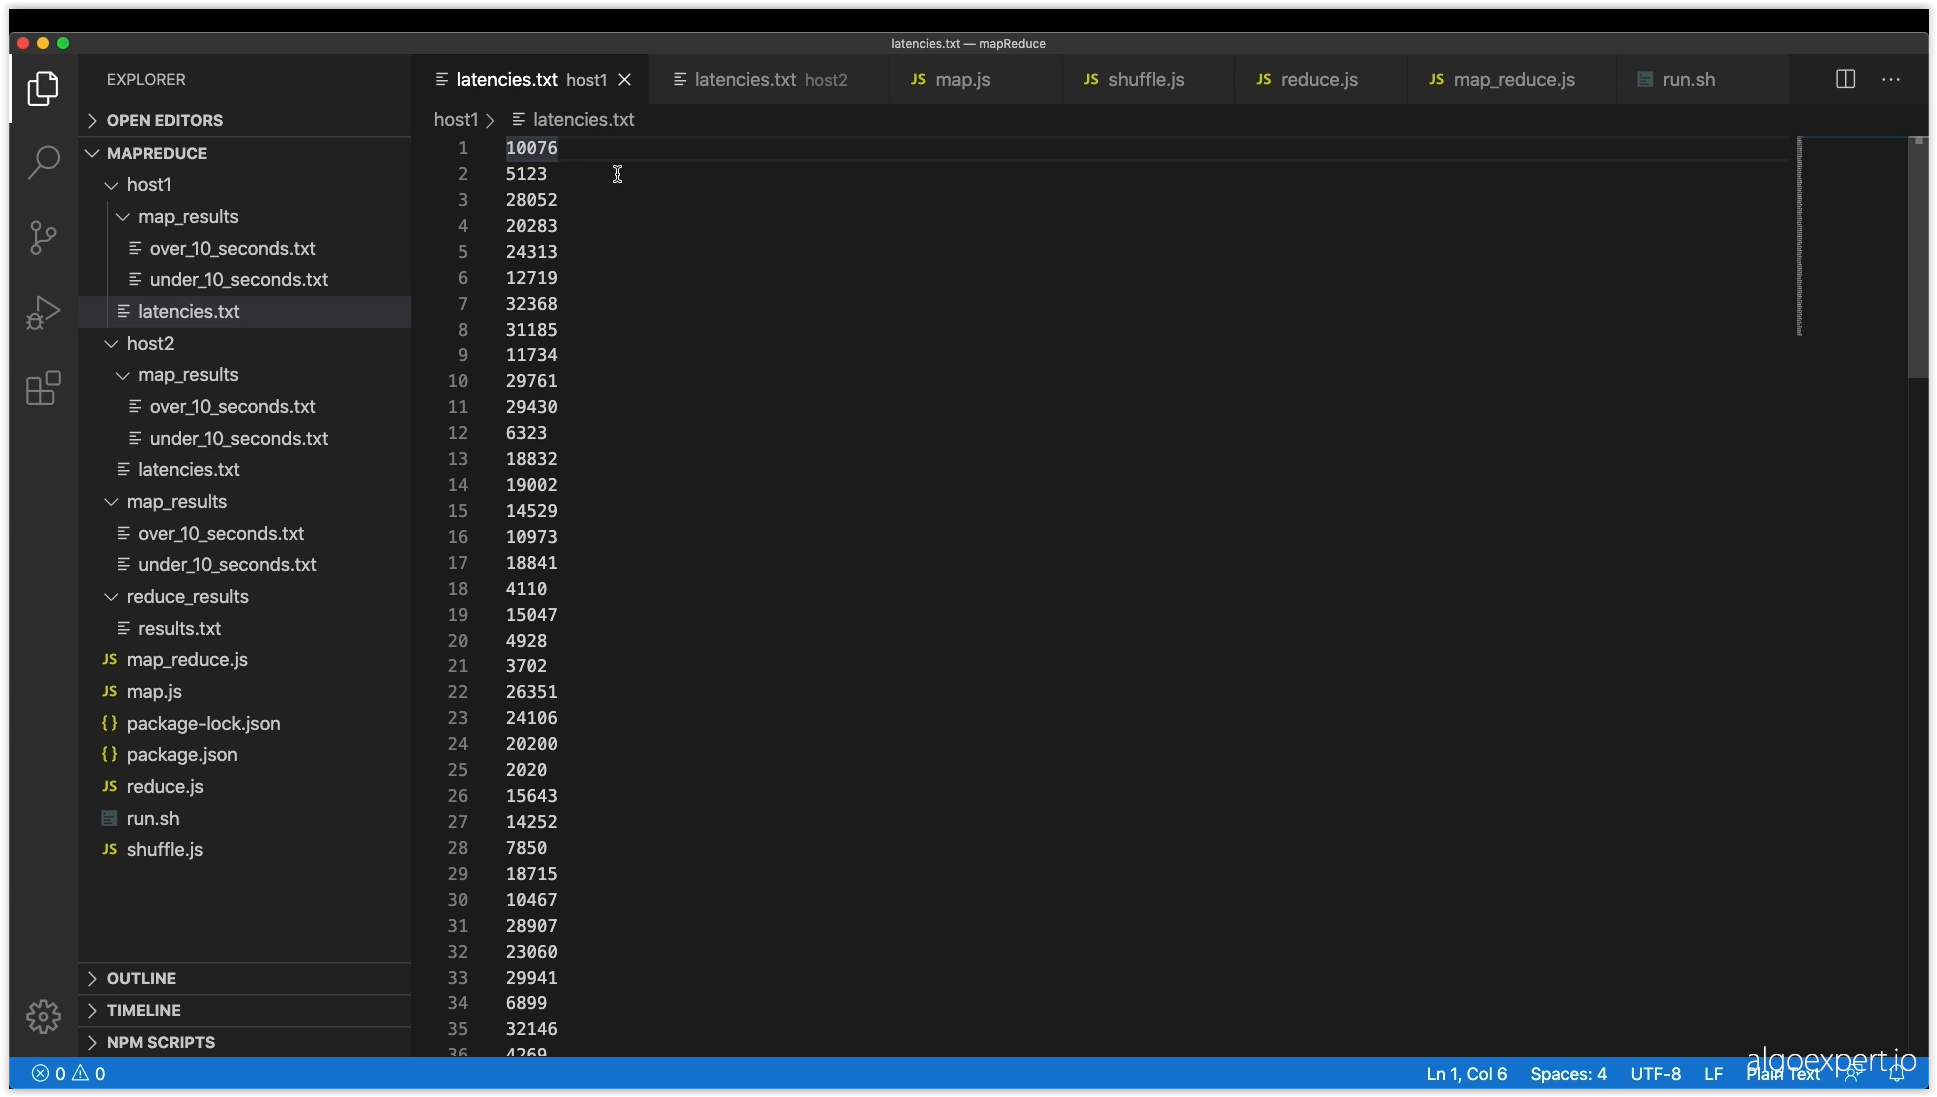 latencies.txt — mapReduce
EXPLORER
OPEN EDITORS
MAPREDUCE
host1
map_results
over_10_seconds.txt
under_10_seconds.txt
latencies.txt
host2
map_results
over_10_seconds.txt
under_10_seconds.txt
latencies.txt
map_results
over_10_seconds.txt
under_10_seconds.txt
reduce_results
results.txt
JS map_reduce.js
JS map.js
{} package-lock.json
{} package.json
JS reduce.js
run.sh
JS shuffle.js
OUTLINE
TIMELINE
NPM SCRIPTS
latencies.txt host1 latencies.txt host2 JS map.js JS shuffle.js JS reduce.js JS map_reduce.js run.sh
host1 > latencies.txt
1 10076
2 5123
3 28052
4 20283
5 24313
6 12719
7 32368
8 31185
9 11734
10 29761
11 29430
12 6323
13 18832
14 19002
15 14529
16 10973
17 18841
18 4110
19 15047
20 4928
21 3702
22 26351
23 24106
24 20200
25 2020
26 15643
27 14252
28 7850
29 18715
30 10467
31 28907
32 23060
33 29941
34 6899
35 32146
36 4269
0 0
Ln 1, Col 6 Spaces: 4 UTF-8 LF Plain Text
algoexpert.io